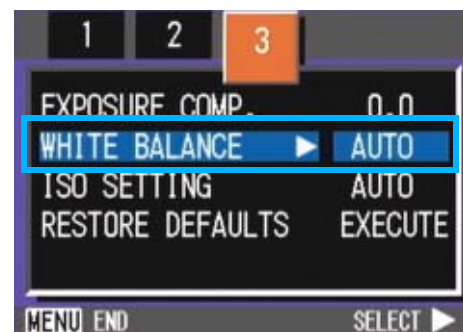 1 2 3
EXPOSURE COMP. 0.0
WHITE BALANCE AUTO
ISO SETTING AUTO
RESTORE DEFAULTS EXECUTE
MENU END SELECT